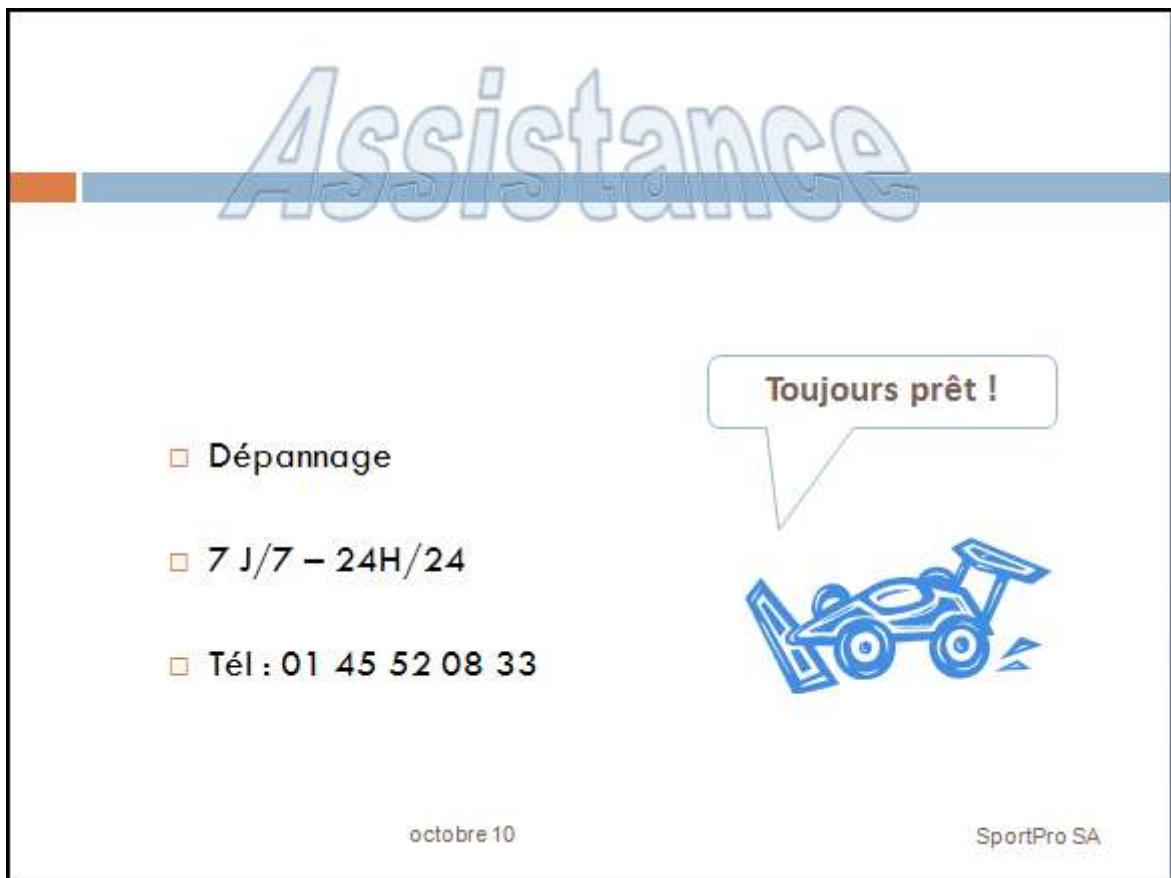 Assistance
Toujours prêt !
Dépannage
7 J/7 – 24H/24
Tél : 01 45 52 08 33
octobre 10
SportPro SA